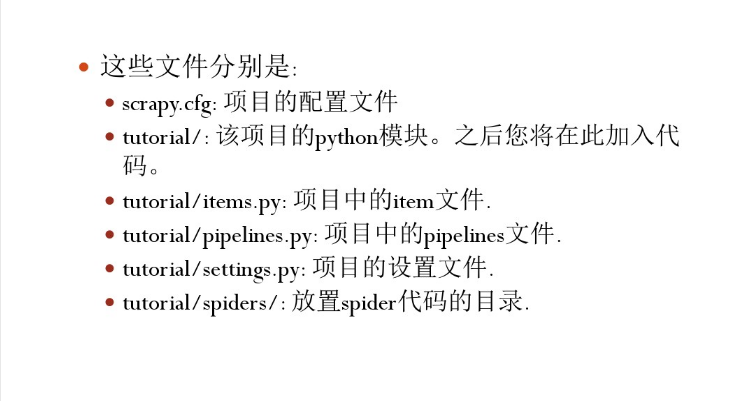 这些文件分别是:
scrapy.cfg: 项目的配置文件
tutorial/: 该项目的python模块。之后您将在此加入代
码。
tutorial/items.py: 项目中的item文件.
tutorial/pipelines.py: 项目中的pipelines文件.
tutorial/settings.py: 项目的设置文件.
tutorial/spiders/: 放置spider代码的目录.